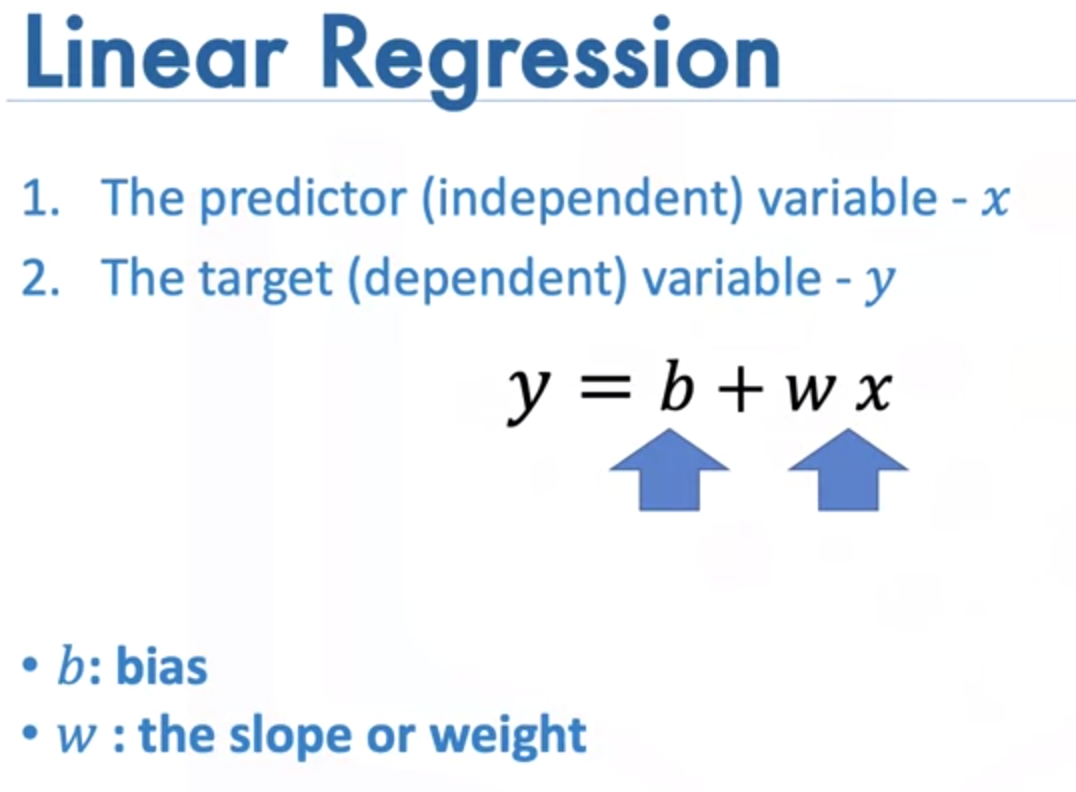 Linear Regression
1. The predictor (independent) variable - x
2. The target (dependent) variable - y
y = b + w x
• b: bias
• w : the slope or weight